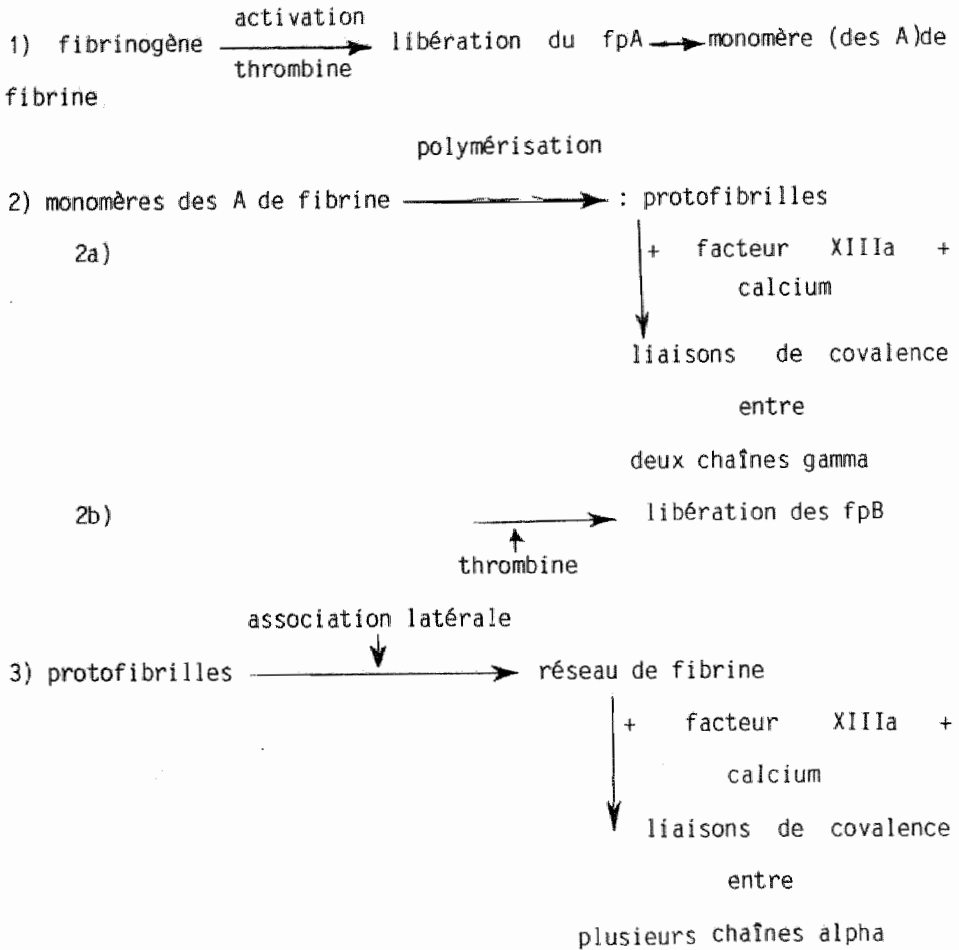 activation
1) fibrinogène libération du fpA monomère (des A)de
thrombine
fibrine
polymérisation
2) monomères des A de fibrine : protofibrilles
2a) + facteur XIIIa +
calcium
liaisons de covalence
entre
deux chaînes gamma
2b) libération des fpB
thrombine
association latérale
3) protofibrilles réseau de fibrine
+ facteur XIIIa +
calcium
liaisons de covalence
entre
plusieurs chaînes alpha